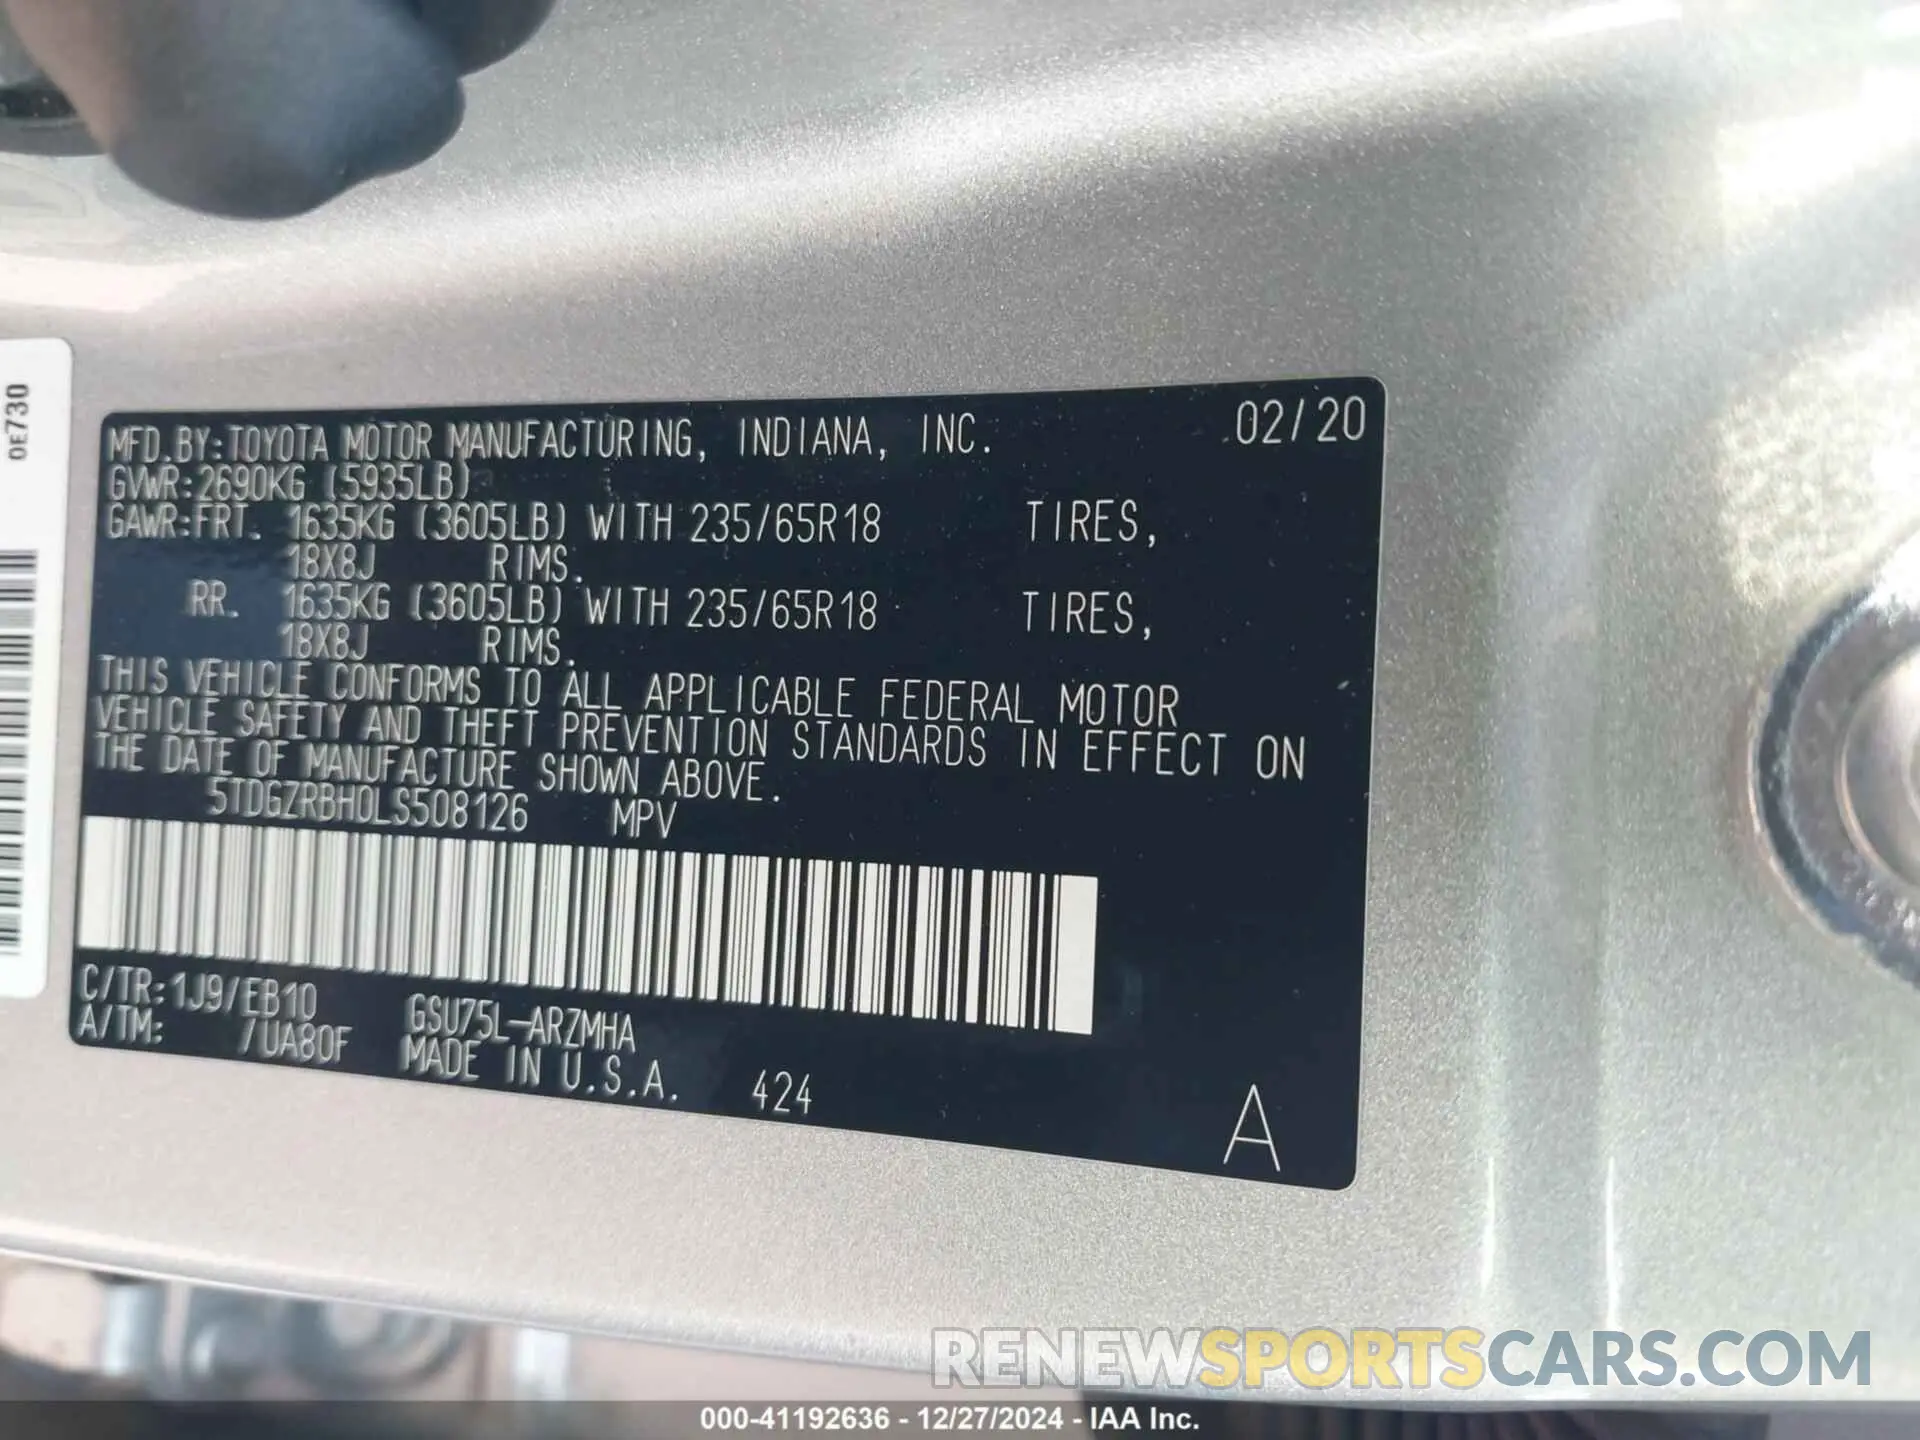 0E730
MFD.BY:TOYOTA MOTOR MANUFACTURING, INDIANA, INC. 02/20
GVWR:2690KG (5935LB)
GAWR:FRT. 1635KG (3605LB) WITH 235/65R18 TIRES,
18X8J RIMS.
RR. 1635KG (3605LB) WITH 235/65R18 TIRES,
18X8J RIMS.
THIS VEHICLE CONFORMS TO ALL APPLICABLE FEDERAL MOTOR
VEHICLE SAFETY AND THEFT PREVENTION STANDARDS IN EFFECT ON
THE DATE OF MANUFACTURE SHOWN ABOVE.
5TDGZRBH0LS508126 MPV
C/TR:1J9/EB10 GSU75L-ARZMHA
A/TM: /UA80F MADE IN U.S.A. 424
A
RENEWSPORTSCARS.COM
000-41192636 - 12/27/2024 - IAA Inc.